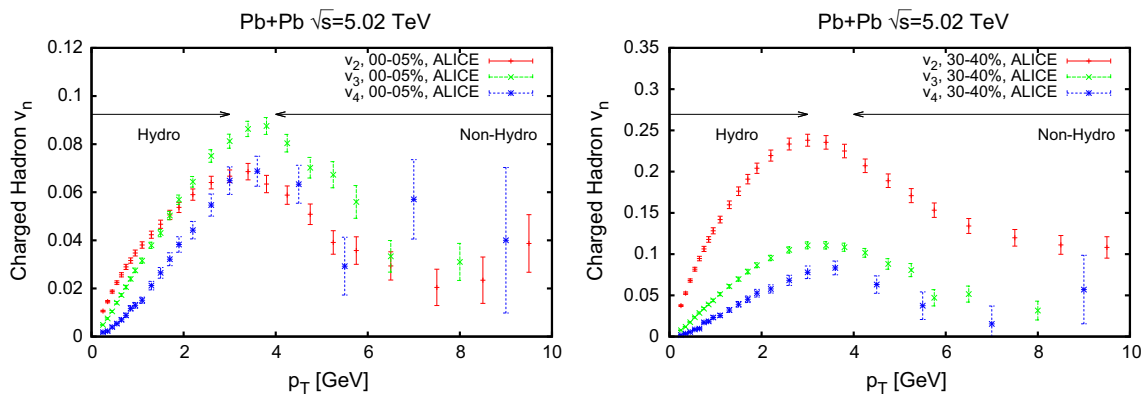 Pb+Pb √s=5.02 TeV
Charged Hadron vn
0.12
0.1
0.08
0.06
0.04
0.02
0
v2, 00-05%, ALICE
v3, 00-05%, ALICE
v4, 00-05%, ALICE
Hydro
Non-Hydro
0 2 4 6 8 10
pT [GeV]
Pb+Pb √s=5.02 TeV
Charged Hadron vn
0.35
0.3
0.25
0.2
0.15
0.1
0.05
0
v2, 30-40%, ALICE
v3, 30-40%, ALICE
v4, 30-40%, ALICE
Hydro
Non-Hydro
0 2 4 6 8 10
pT [GeV]